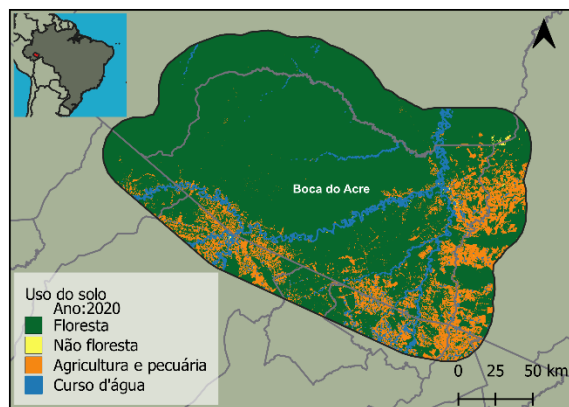 Boca do Acre
Uso do solo
Ano:2020
Floresta
Não floresta
Agricultura e pecuária
Curso d'água
0 25 50 km